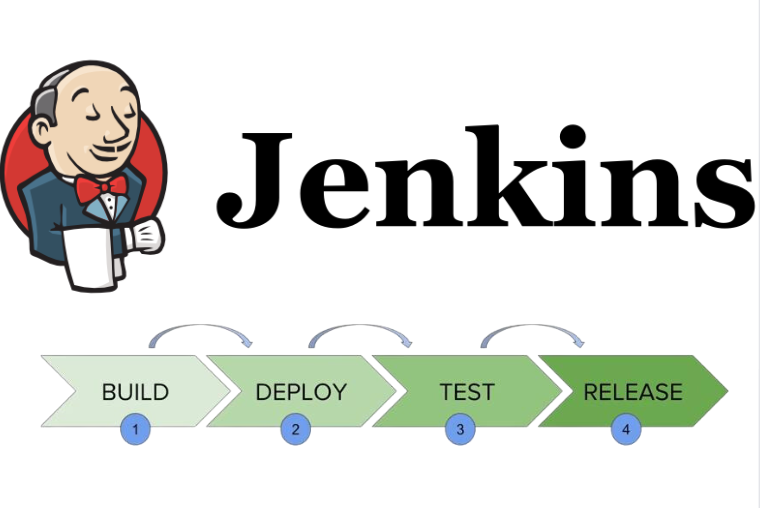 Jenkins
BUILD DEPLOY TEST RELEASE
1 2 3 4